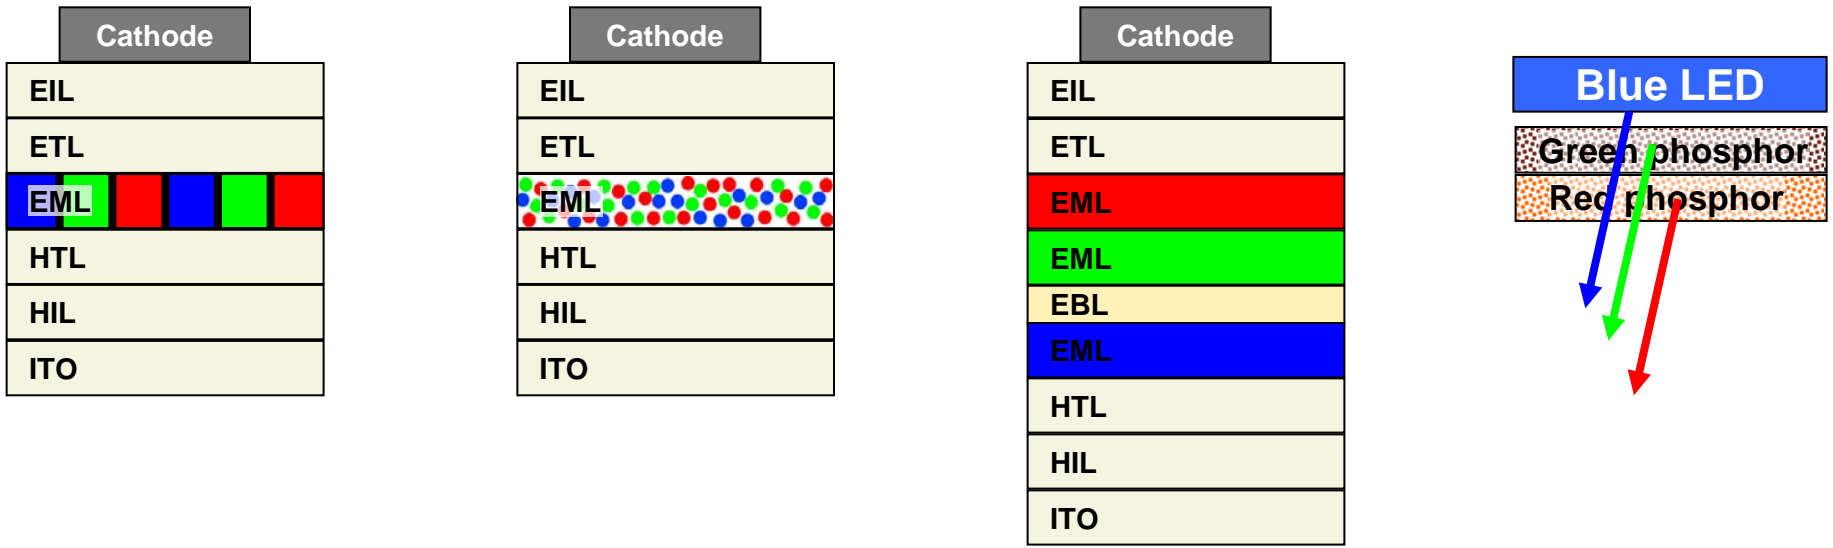 Cathode
EIL
ETL
EML
HTL
HIL
ITO
Cathode
EIL
ETL
EML
HTL
HIL
ITO
Cathode
EIL
ETL
EML
EML
EBL
EML
HTL
HIL
ITO
Blue LED
Green phosphor
Red phosphor